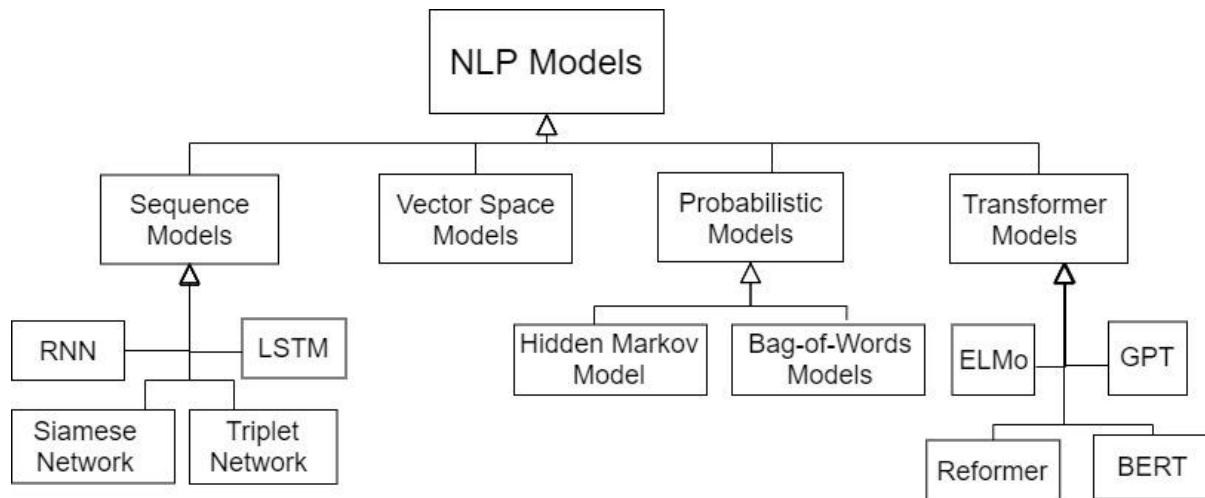 NLP Models
Sequence
Models
Vector Space
Models
Probabilistic
Models
Transformer
Models
RNN
LSTM
Siamese
Network
Triplet
Network
Hidden Markov
Model
Bag-of-Words
Models
ELMo
GPT
Reformer
BERT